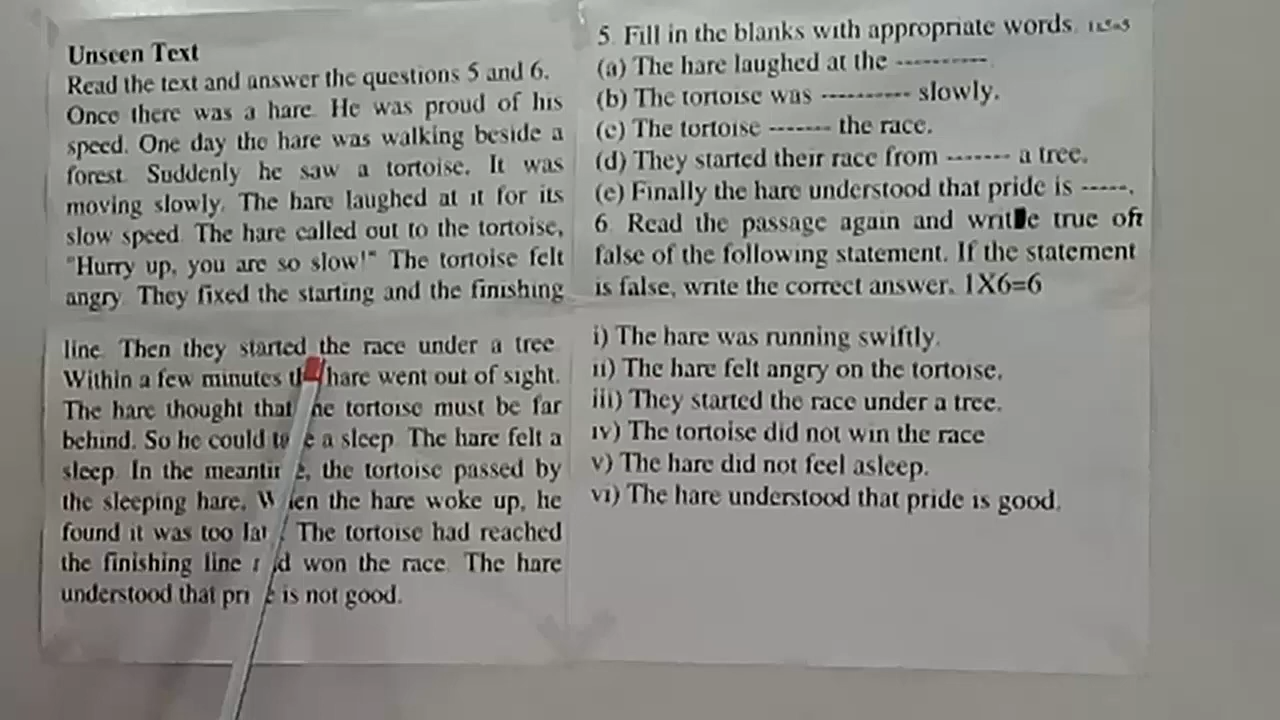 Unseen Text
Read the text and answer the questions 5 and 6.
Once there was a hare. He was proud of his
speed. One day the hare was walking beside a
forest. Suddenly he saw a tortoise. It was
moving slowly. The hare laughed at it for its
slow speed. The hare called out to the tortoise,
"Hurry up, you are so slow!" The tortoise felt
angry. They fixed the starting and the finishing
line. Then they started the race under a tree.
Within a few minutes hare went out of sight.
The hare thought that tortoise must be far
behind. So he could a sleep. The hare felt a
sleep. In the the tortoise passed by
the sleeping hare. the hare woke up, he
found it was too The tortoise had reached
the finishing line won the race. The hare
understood that is not good.
5. Fill in the blanks with appropriate words. 1x5=5
(a) The hare laughed at the ----------.
(b) The tortoise was ---------- slowly.
(c) The tortoise ------- the race.
(d) They started their race from ------- a tree.
(e) Finally the hare understood that pride is -----.
6. Read the passage again and true
false of the following statement. If the statement
is false, write the correct answer. 1X6=6
i) The hare was running swiftly.
ii) The hare felt angry on the tortoise.
iii) They started the race under a tree.
iv) The tortoise did not win the race
v) The hare did not feel asleep.
vi) The hare understood that pride is good.